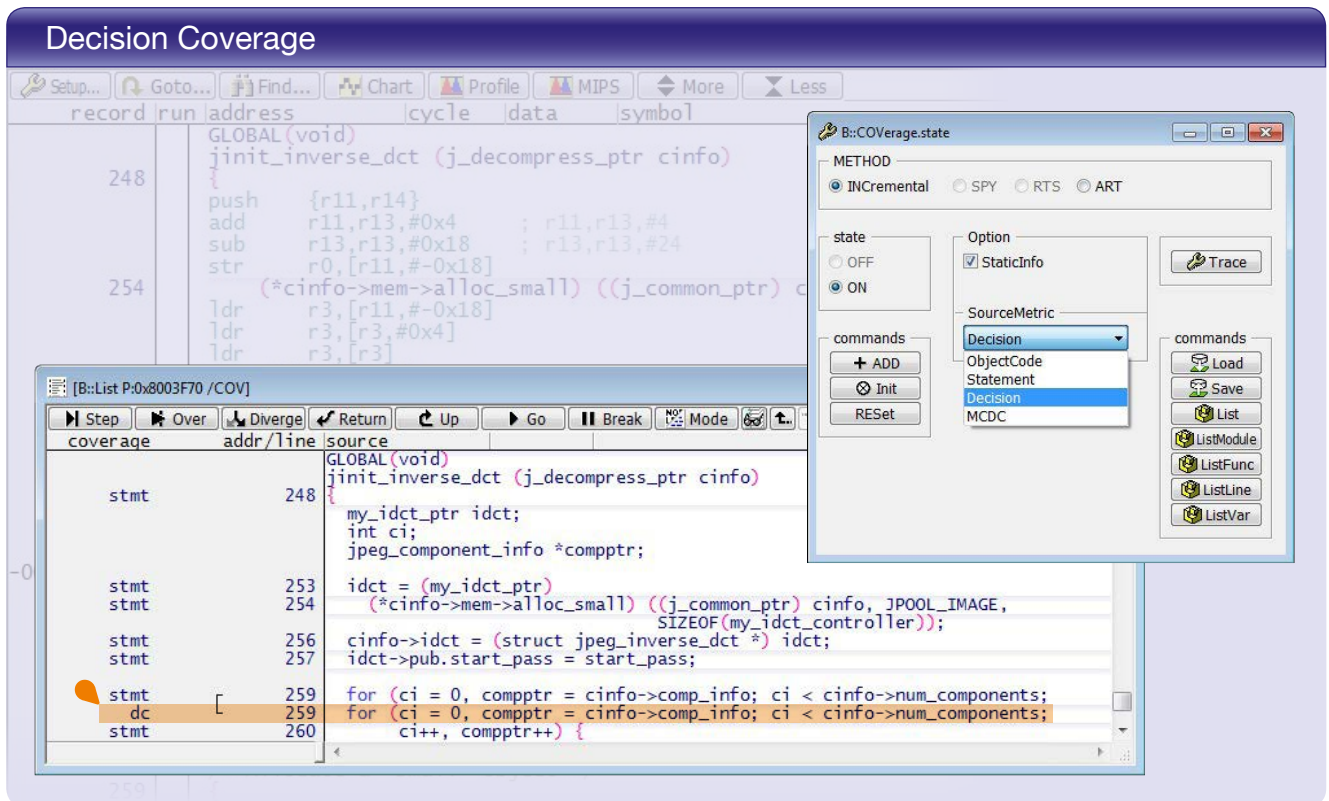 Decision Coverage
Setup... Goto... Find... Chart Profile MIPS More Less
record run address cycle data symbol
GLOBAL(void)
jinit_inverse_dct (j_decompress_ptr cinfo)
248 {
push {r11,r14}
add r11,r13,#0x4 ; r11,r13,#4
sub r13,r13,#0x18 ; r13,r13,#24
str r0,[r11,#-0x18]
254 (*cinfo->mem->alloc_small) ((j_common_ptr) c
ldr r3,[r11,#-0x18]
ldr r3,[r3,#0x4]
ldr r3,[r3]
B::COVerage.state
METHOD
INCremental SPY RTS ART
state Option
OFF StaticInfo Trace
ON
SourceMetric
commands Decision commands
+ ADD ObjectCode Load
Init Statement Save
Decision
RESet MCDC List
ListModule
ListFunc
ListLine
ListVar
[B::List P:0x8003F70 /COV]
Step Over Diverge Return Up Go Break Mode
coverage addr/line source
GLOBAL(void)
jinit_inverse_dct (j_decompress_ptr cinfo)
stmt 248 {
my_idct_ptr idct;
int ci;
jpeg_component_info *compptr;
stmt 253 idct = (my_idct_ptr)
stmt 254 (*cinfo->mem->alloc_small) ((j_common_ptr) cinfo, JPOOL_IMAGE,
SIZEOF(my_idct_controller));
stmt 256 cinfo->idct = (struct jpeg_inverse_dct *) idct;
stmt 257 idct->pub.start_pass = start_pass;
stmt 259 for (ci = 0, compptr = cinfo->comp_info; ci < cinfo->num_components;
dc 259 for (ci = 0, compptr = cinfo->comp_info; ci < cinfo->num_components;
stmt 260 ci++, compptr++) {
259 {